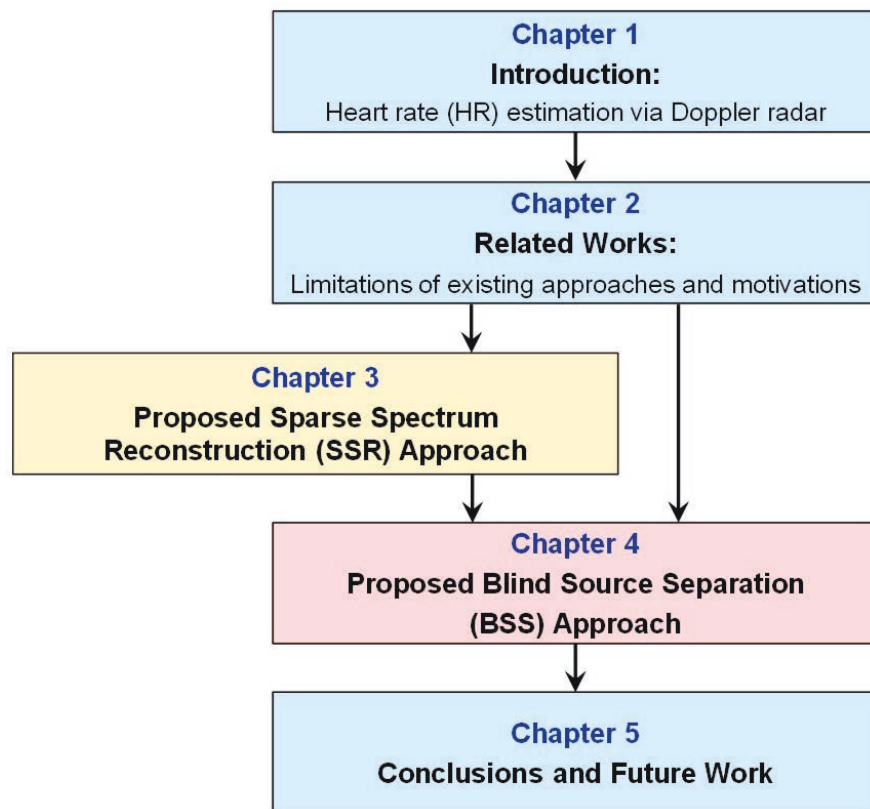 Chapter 1
Introduction:
Heart rate (HR) estimation via Doppler radar
Chapter 2
Related Works:
Limitations of existing approaches and motivations
Chapter 3
Proposed Sparse Spectrum
Reconstruction (SSR) Approach
Chapter 4
Proposed Blind Source Separation
(BSS) Approach
Chapter 5
Conclusions and Future Work